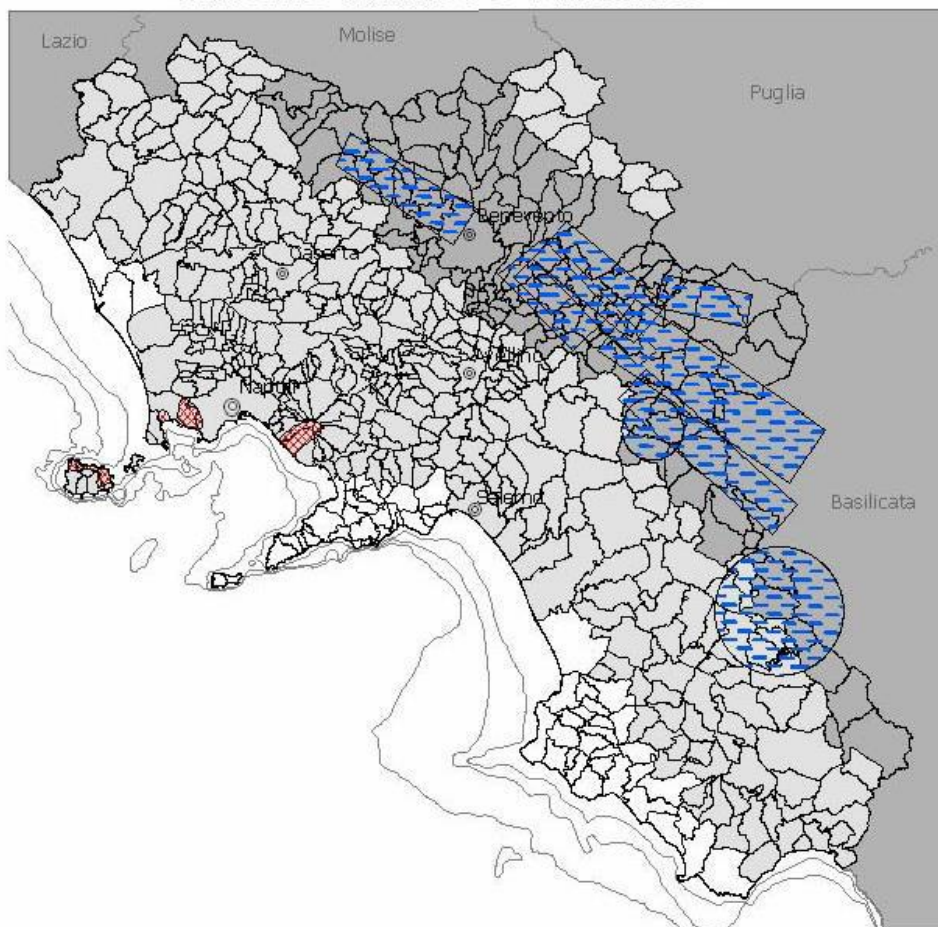 Lazio
Molise
Puglia
Benevento
Caserta
Avellino
Napoli
Salerno
Basilicata